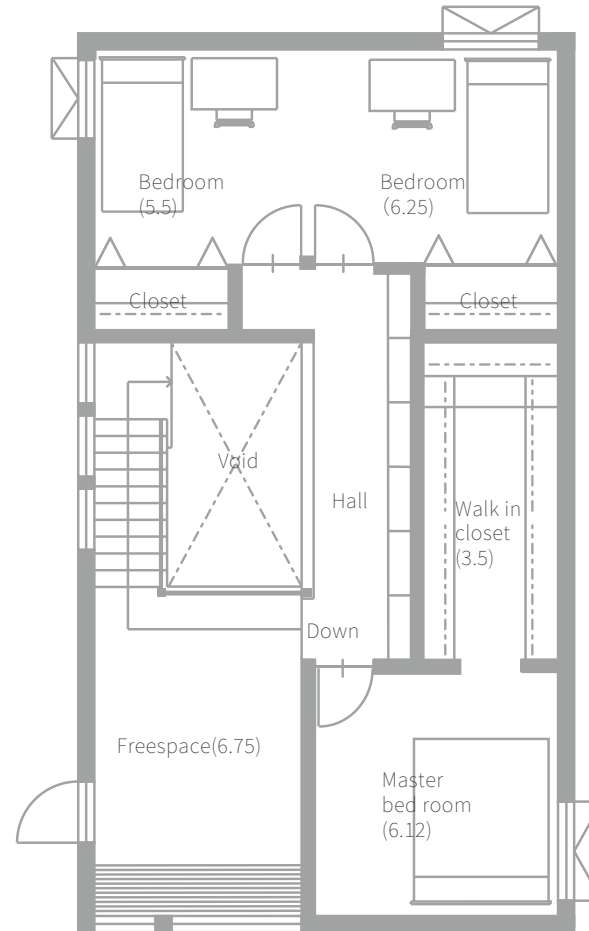 Bedroom
(5.5)
Bedroom
(6.25)
Closet
Closet
Void
Hall
Walk in
closet
(3.5)
Down
Freespace(6.75)
Master
bed room
(6.12)